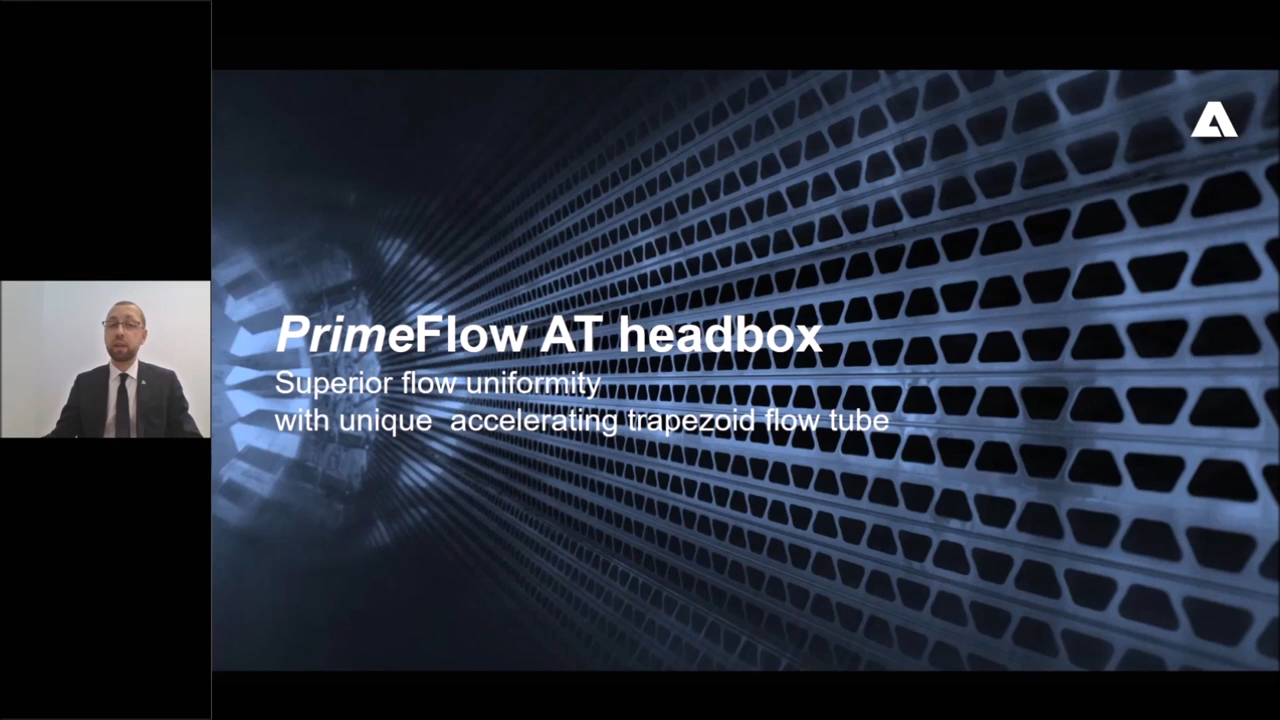 PrimeFlow AT headbox
Superior flow uniformity
with unique accelerating trapezoid flow tube